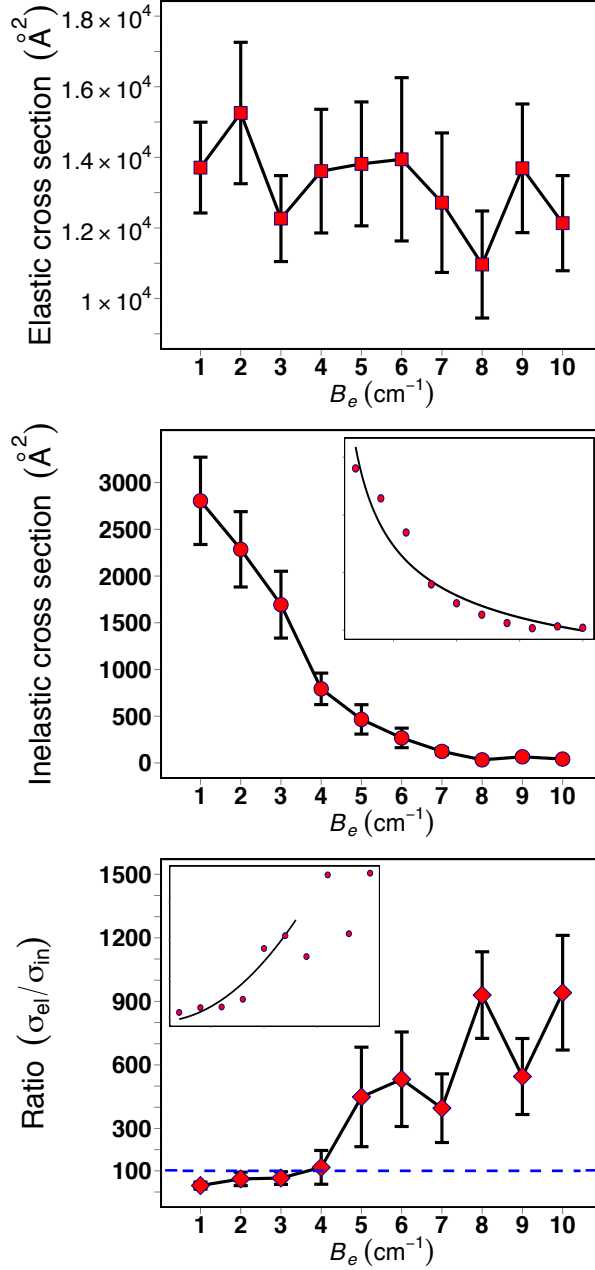 Elastic cross section (Å²)
1.8 × 10⁴
1.6 × 10⁴
1.4 × 10⁴
1.2 × 10⁴
1 × 10⁴
1 2 3 4 5 6 7 8 9 10
Bₑ (cm⁻¹)
Inelastic cross section (Å²)
3000
2500
2000
1500
1000
500
0
1 2 3 4 5 6 7 8 9 10
Bₑ (cm⁻¹)
Ratio (σel/σin)
1500
1200
900
600
300
100
1 2 3 4 5 6 7 8 9 10
Bₑ (cm⁻¹)